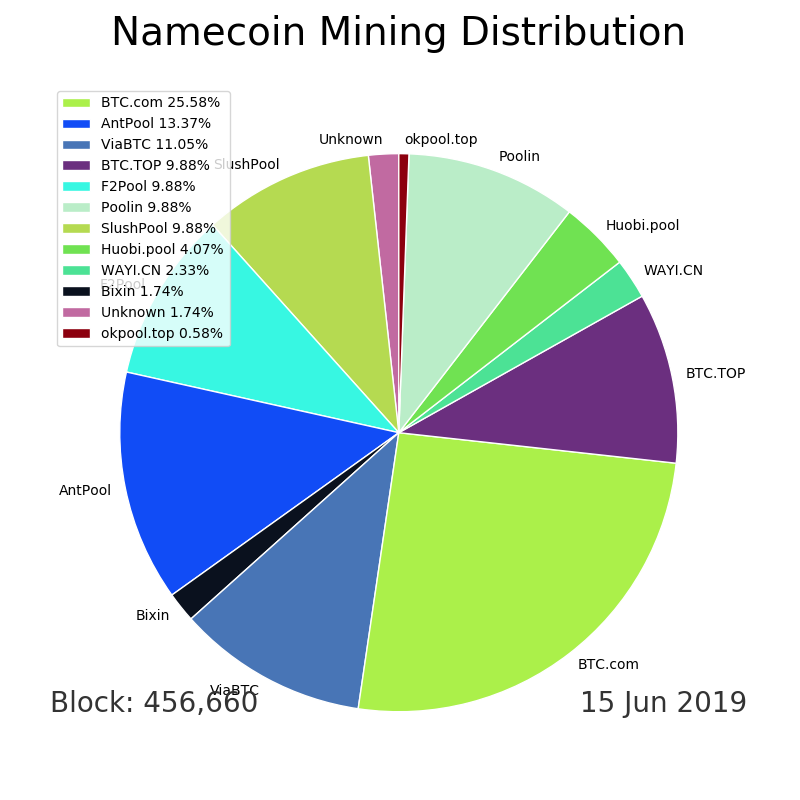 Namecoin Mining Distribution
BTC.com 25.58%
AntPool 13.37%
ViaBTC 11.05%
BTC.TOP 9.88%
F2Pool 9.88%
Poolin 9.88%
SlushPool 9.88%
Huobi.pool 4.07%
WAYI.CN 2.33%
Bixin 1.74%
Unknown 1.74%
okpool.top 0.58%
Unknown
okpool.top
Poolin
SlushPool
Huobi.pool
WAYI.CN
F2Pool
BTC.TOP
AntPool
Bixin
BTC.com
ViaBTC
Block: 456,660
15 Jun 2019